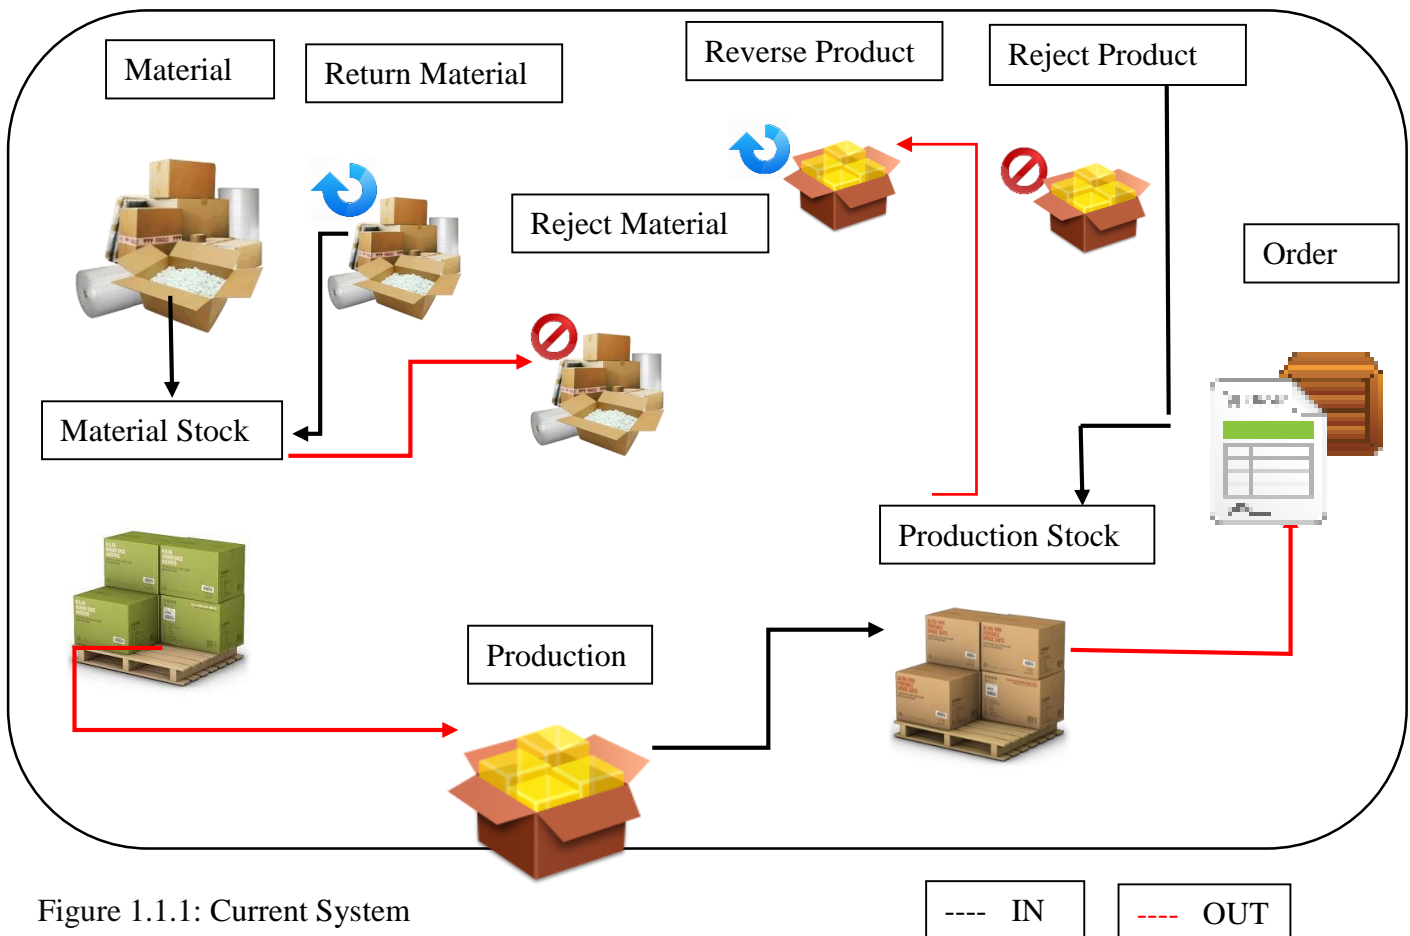 Material
Return Material
Reverse Product
Reject Product
Reject Material
Order
Material Stock
Production Stock
Production
Figure 1.1.1: Current System
---- IN
---- OUT